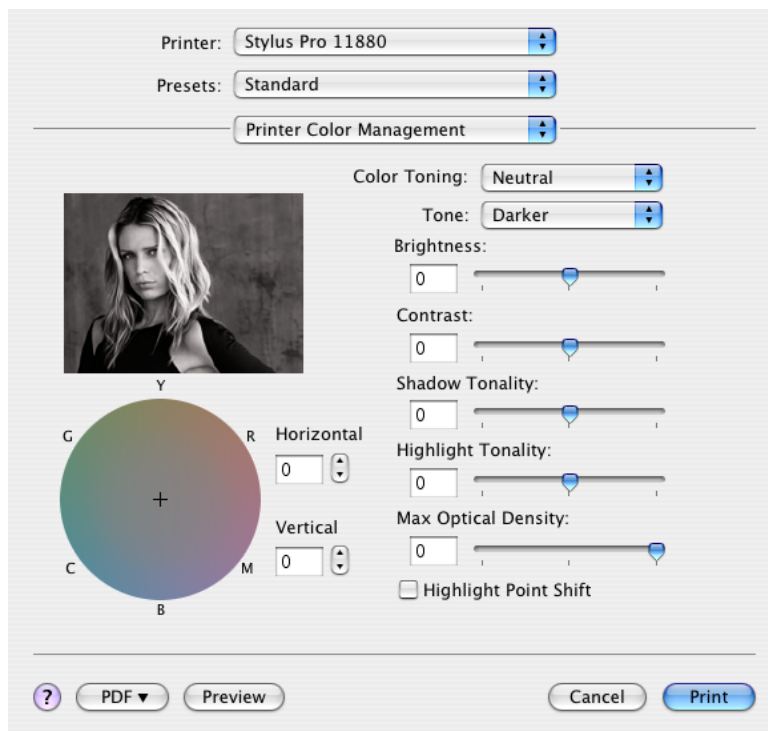 Printer: Stylus Pro 11880
Presets: Standard
Printer Color Management
Color Toning: Neutral
Tone: Darker
Brightness:
0
Contrast:
0
Shadow Tonality:
0
Highlight Tonality:
0
Max Optical Density:
0
Highlight Point Shift
Y
G R
C M
B
Horizontal
0
Vertical
0
? PDF ▼ Preview Cancel Print